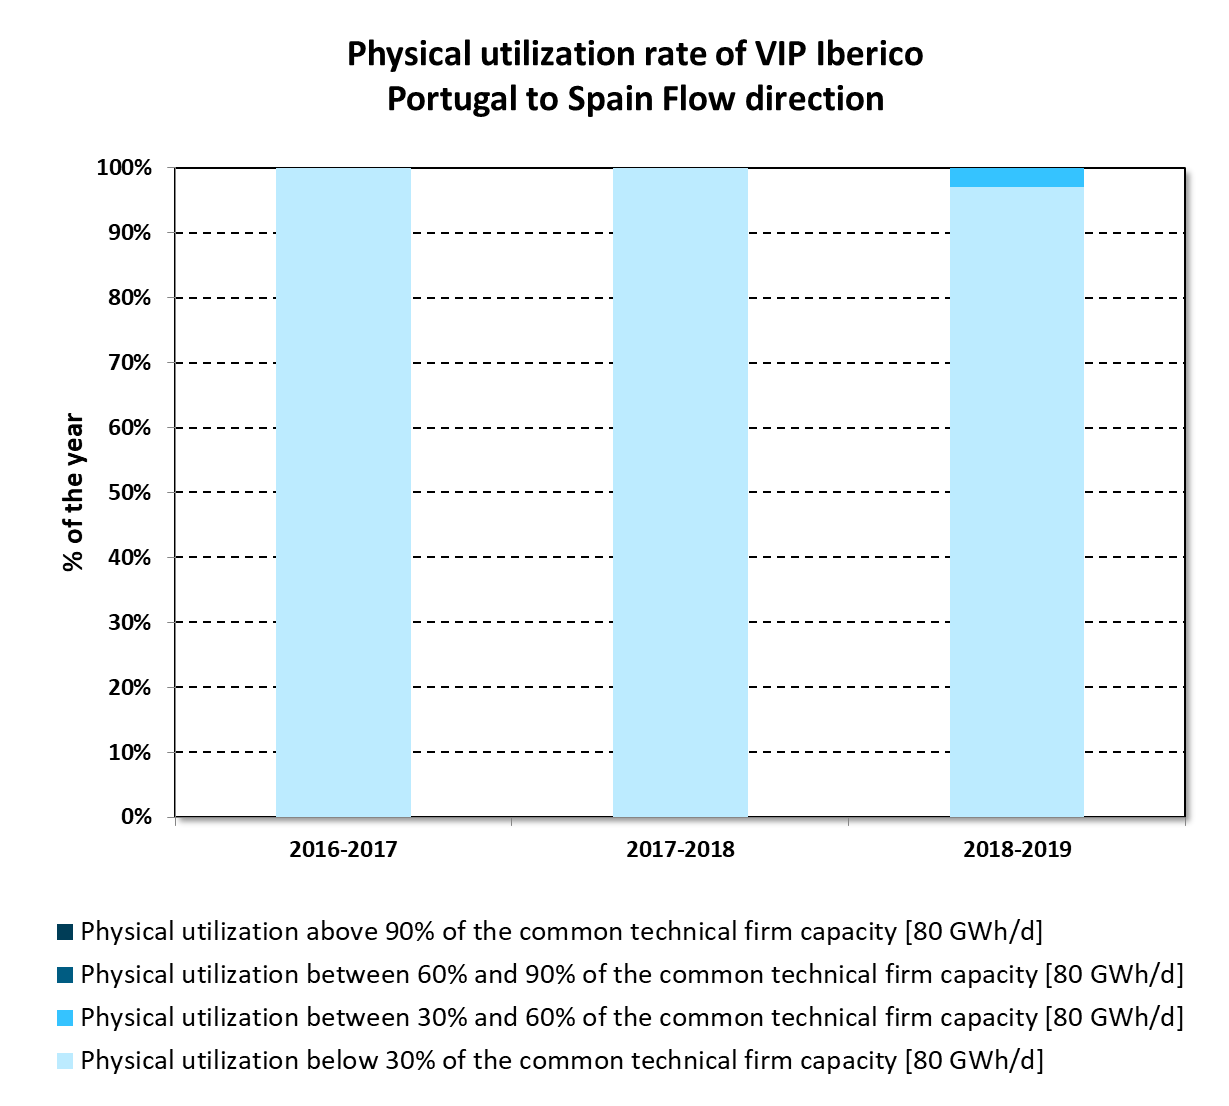 Physical utilization rate of VIP Iberico
Portugal to Spain Flow direction
100%
90%
80%
70%
60%
50%
40%
30%
20%
10%
0%
% of the year
2016-2017
2017-2018
2018-2019
Physical utilization above 90% of the common technical firm capacity [80 GWh/d]
Physical utilization between 60% and 90% of the common technical firm capacity [80 GWh/d]
Physical utilization between 30% and 60% of the common technical firm capacity [80 GWh/d]
Physical utilization below 30% of the common technical firm capacity [80 GWh/d]